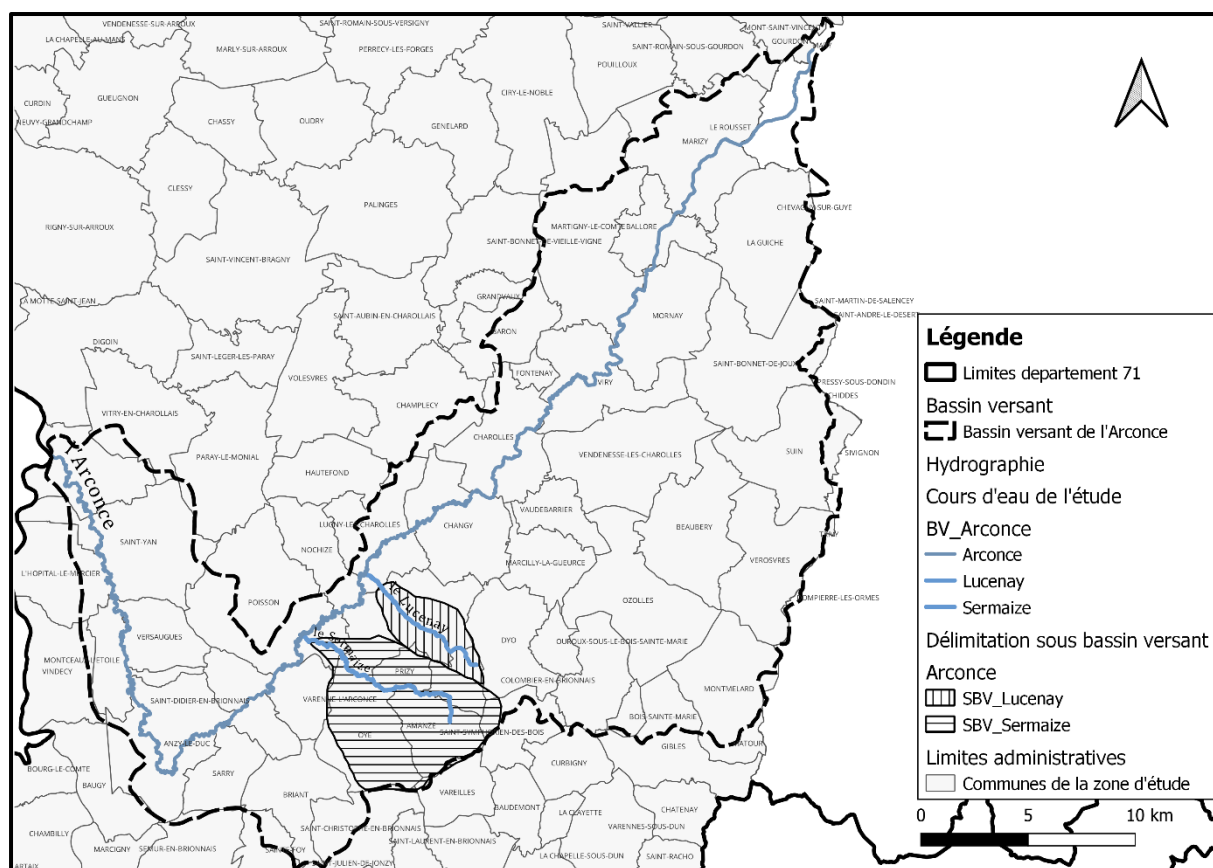 VENDENESSE-SUR-ARROUX
SAINT-ROMAIN-SOUS-VERSIGNY
SAINT-VALLIER
MONT-SAINT-VINCENT
LA CHAPELLE-AU-MANS
MARLY-SUR-ARROUX
PERRECY-LES-FORGES
SAINT-ROMAIN-SOUS-GOURDON
GOURDON
POUILLOUX
CIRY-LE-NOBLE
GUEUGNON
CURDIN
NEUVY-GRANDCHAMP
CHASSY
OUDRY
GENELARD
LE ROUSSET
MARIZY
CLESSY
PALINGES
CHEVAGNY-SUR-GUYE
RIGNY-SUR-ARROUX
MARTIGNY-LE-COMTE
BALLORE
SAINT-BONNET-DE-VIEILLE-VIGNE
LA GUICHE
SAINT-VINCENT-BRAGNY
LA MOTTE-SAINT-JEAN
GRANDVAUX
SAINT-MARTIN-DE-SALENCEY
SAINT-AUBIN-EN-CHAROLLAIS
MORNAY
SAINT-ANDRE-LE-DESERT
BARON
DIGOIN
SAINT-LEGER-LES-PARAY
SAINT-BONNET-DE-JOUX
FONTENAY
VOLESVRES
VIRY
PRESSY-SOUS-DONDIN
CHIDDES
CHAMPLECY
VITRY-EN-CHAROLLAIS
CHAROLLES
l'Arconce
PARAY-LE-MONIAL
VENDENESSE-LES-CHAROLLES
SUIN
SIVIGNON
HAUTEFOND
VAUDEBARRIER
LUGNY-LES-CHAROLLES
CHANGY
BEAUBERY
SAINT-YAN
NOCHIZE
MARCILLY-LA-GUEURCE
VEROSVRES
L'HOPITAL-LE-MERCIER
le Lucenay
POISSON
OZOLLES
DOMPIERRE-LES-ORMES
VERSAUGUES
le Sermaize
DYO
OUROUX-SOUS-LE-BOIS-SAINTE-MARIE
MONTCEAU-L'ETOILE
VINDECY
PRIZY
COLOMBIER-EN-BRIONNAIS
MONTMELARD
SAINT-DIDIER-EN-BRIONNAIS
VARENNE-L'ARCONCE
BOIS-SAINTE-MARIE
AMANZE
OYE
SAINT-SYMPHORIEN-DES-BOIS
ANZY-LE-DUC
GIBLES
MATOUR
BOURG-LE-COMTE
SARRY
CURBIGNY
BAUGY
BRIANT
VAREILLES
BAUDEMONT
LA CLAYETTE
CHATENAY
CHAMBILLY
SAINT-CHRISTOPHE-EN-BRIONNAIS
VARENNES-SOUS-DUN
SAINT-LAURENT-EN-BRIONNAIS
MARCIGNY
SEMUR-EN-BRIONNAIS
LA CHAPELLE-SOUS-DUN
SAINT-RACHO
Légende
Limites departement 71
Bassin versant
Bassin versant de l'Arconce
Hydrographie
Cours d'eau de l'étude
BV_Arconce
Arconce
Lucenay
Sermaize
Délimitation sous bassin versant
Arconce
SBV_Lucenay
SBV_Sermaize
Limites administratives
Communes de la zone d'étude
0 5 10 km